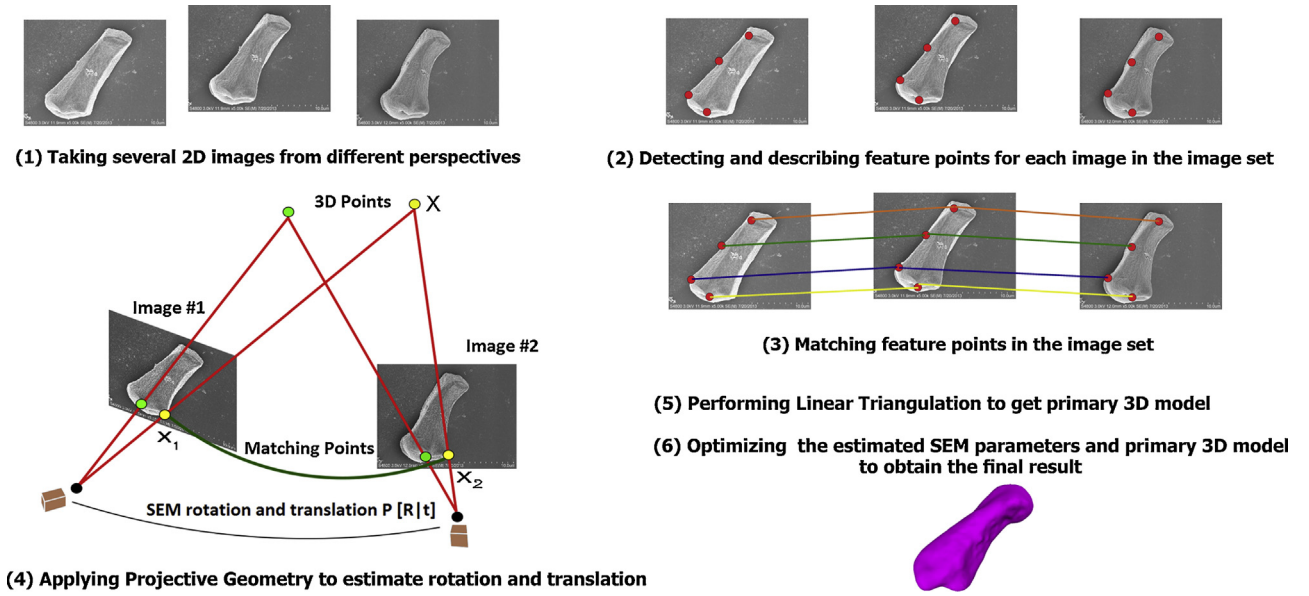 (1) Taking several 2D images from different perspectives
(2) Detecting and describing feature points for each image in the image set
3D Points
X
Image #1
Image #2
x1
Matching Points
x2
SEM rotation and translation P [R|t]
(4) Applying Projective Geometry to estimate rotation and translation
(3) Matching feature points in the image set
(5) Performing Linear Triangulation to get primary 3D model
(6) Optimizing the estimated SEM parameters and primary 3D model
to obtain the final result